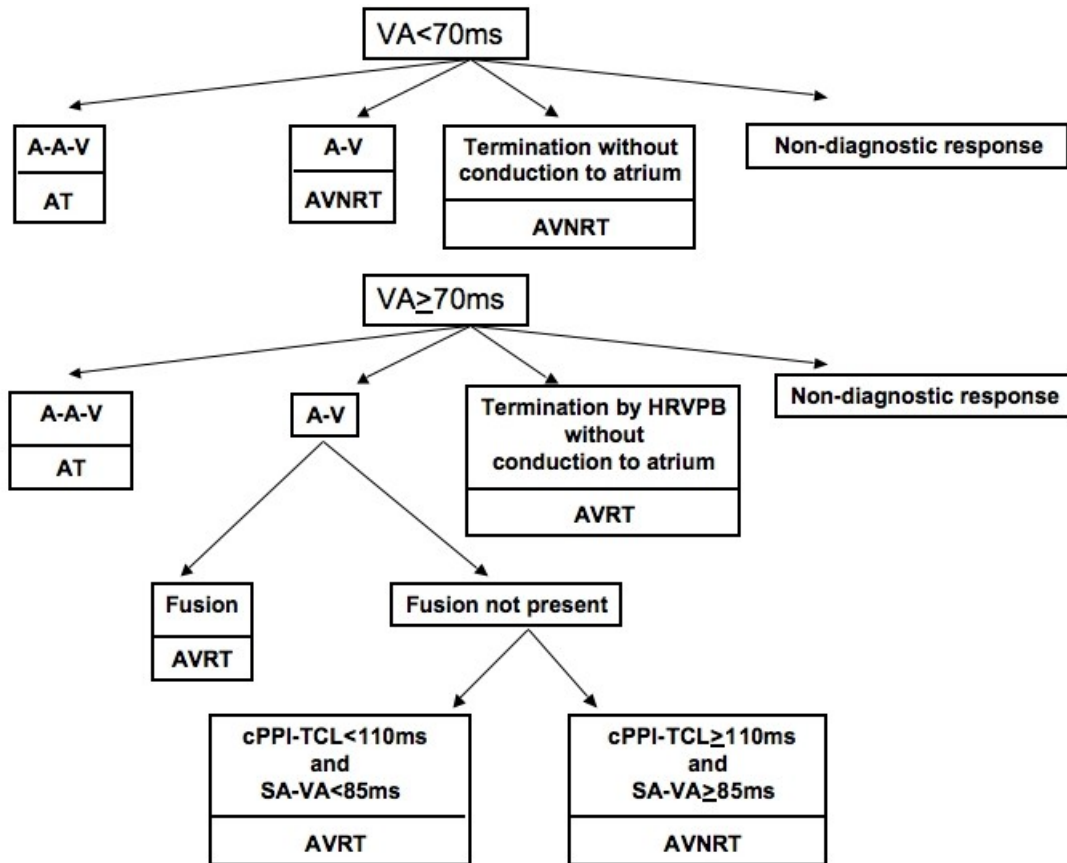 VA<70ms
A-A-V
AT
A-V
AVNRT
Termination without
conduction to atrium
AVNRT
Non-diagnostic response
VA≥70ms
A-A-V
AT
A-V
Termination by HRVPB
without
conduction to atrium
AVRT
Non-diagnostic response
Fusion
AVRT
Fusion not present
cPPI-TCL<110ms
and
SA-VA<85ms
AVRT
cPPI-TCL≥110ms
and
SA-VA≥85ms
AVNRT